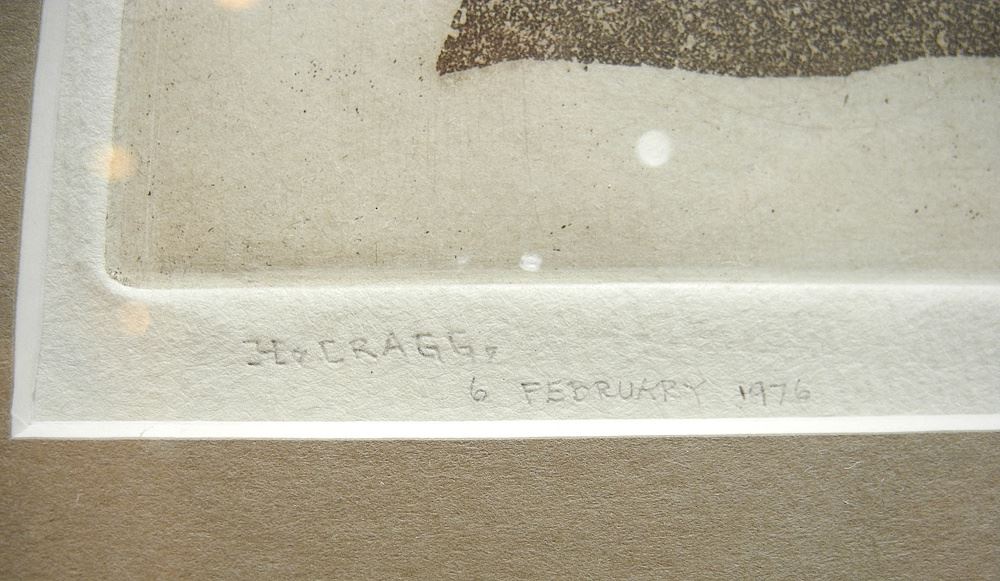 H. CRAGG.
6 FEBRUARY 1976